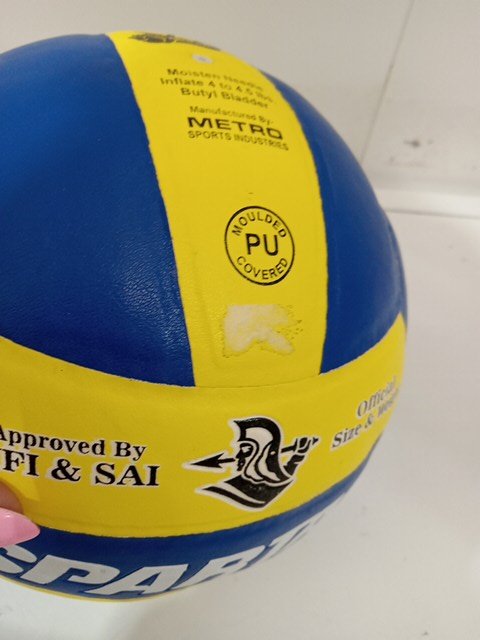 Moisten Needle
Inflate 4 to 4.5 lbs
Butyl Bladder
Manufactured By-
METRO
SPORTS INDUSTRIES
MOULDED
PU
COVERED
Approved By
FI & SAI
Official
Size &
SPART